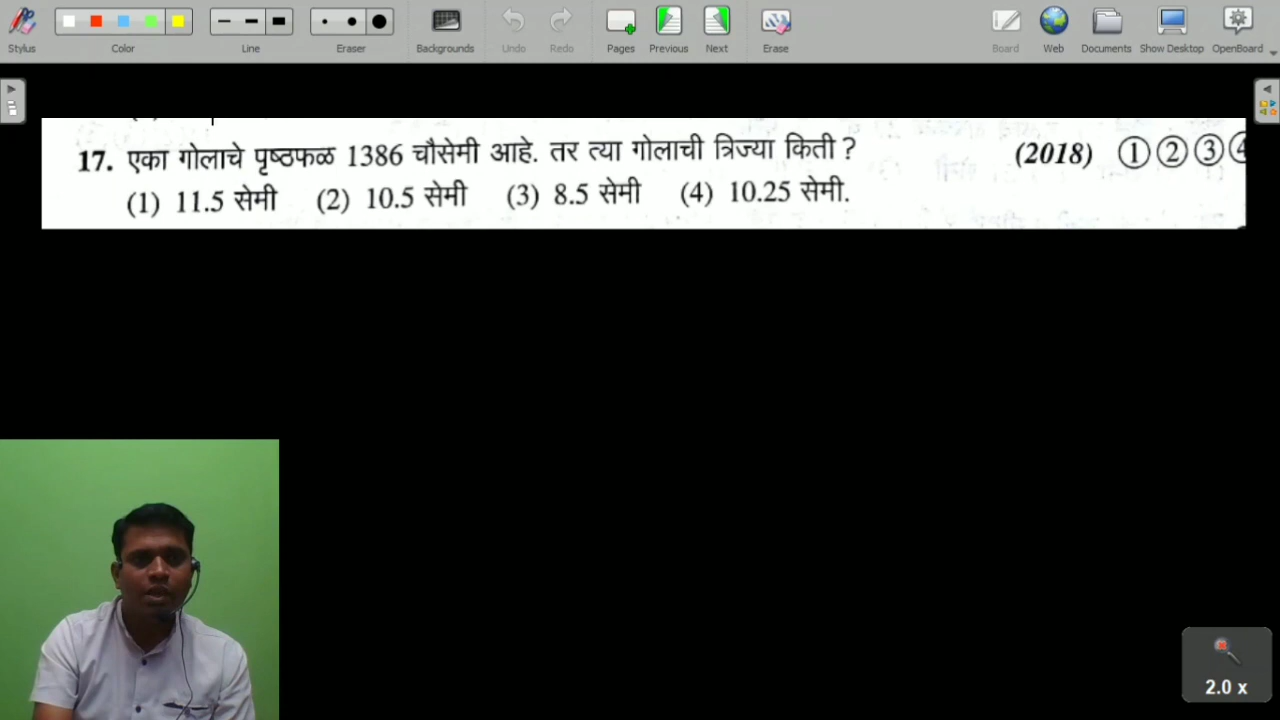 Stylus
Color
Line
Eraser
Backgrounds
Undo
Redo
Pages
Previous
Next
Erase
Board
Web
Documents
Show Desktop
OpenBoard
17. एका गोलाचे पृष्ठफळ 1386 चौसेमी आहे. तर त्या गोलाची त्रिज्या किती ? (2018) ① ② ③ ④
(1) 11.5 सेमी (2) 10.5 सेमी (3) 8.5 सेमी (4) 10.25 सेमी.
2.0 x